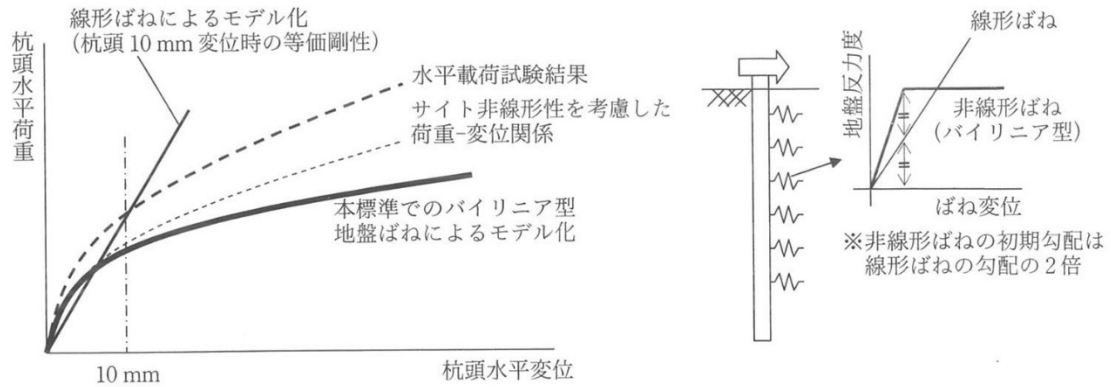 線形ばねによるモデル化
(杭頭 10 mm 変位時の等価剛性)
杭頭水平荷重
水平載荷試験結果
サイト非線形性を考慮した
荷重-変位関係
本標準でのバイリニア型
地盤ばねによるモデル化
10 mm
杭頭水平変位
線形ばね
地盤反力度
非線形ばね
(バイリニア型)
ばね変位
※非線形ばねの初期勾配は
線形ばねの勾配の2倍